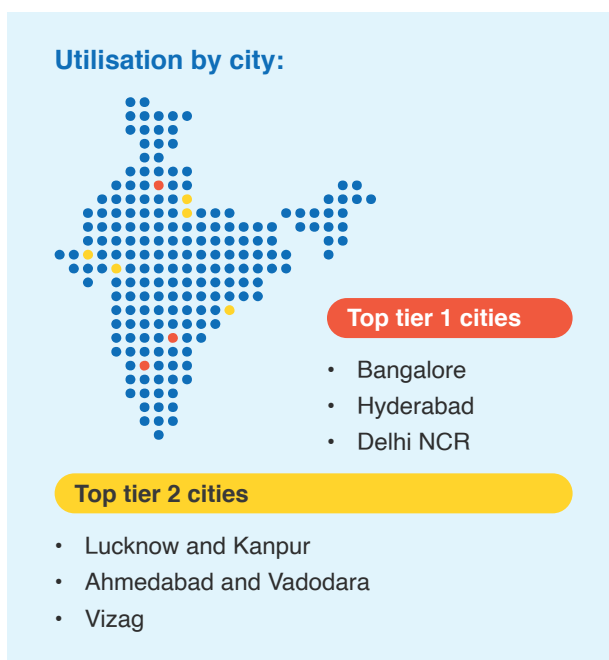 Utilisation by city:
Top tier 1 cities
• Bangalore
• Hyderabad
• Delhi NCR
Top tier 2 cities
• Lucknow and Kanpur
• Ahmedabad and Vadodara
• Vizag